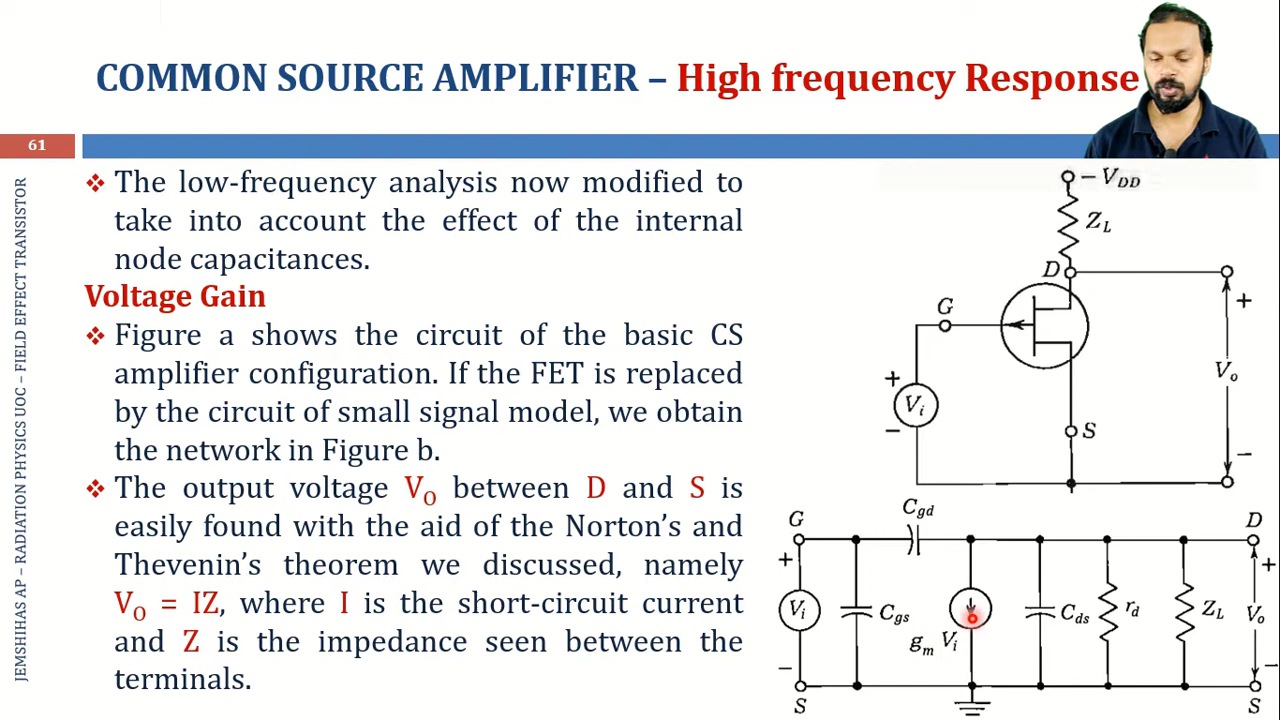 COMMON SOURCE AMPLIFIER – High frequency Response
61
JEMSHIHAS AP – RADIATION PHYSICS UOC – FIELD EFFECT TRANSISTOR
❖ The low-frequency analysis now modified to
take into account the effect of the internal
node capacitances.
Voltage Gain
❖ Figure a shows the circuit of the basic CS
amplifier configuration. If the FET is replaced
by the circuit of small signal model, we obtain
the network in Figure b.
❖ The output voltage VO between D and S is
easily found with the aid of the Norton’s and
Thevenin’s theorem we discussed, namely
VO = IZ, where I is the short-circuit current
and Z is the impedance seen between the
terminals.
– VDD
ZL
D
G
+
+
Vi
Vo
–
S
–
Cgd
G
D
+
+
Vi
Cgs
gm Vi
Cds
rd
ZL
Vo
–
–
S
S